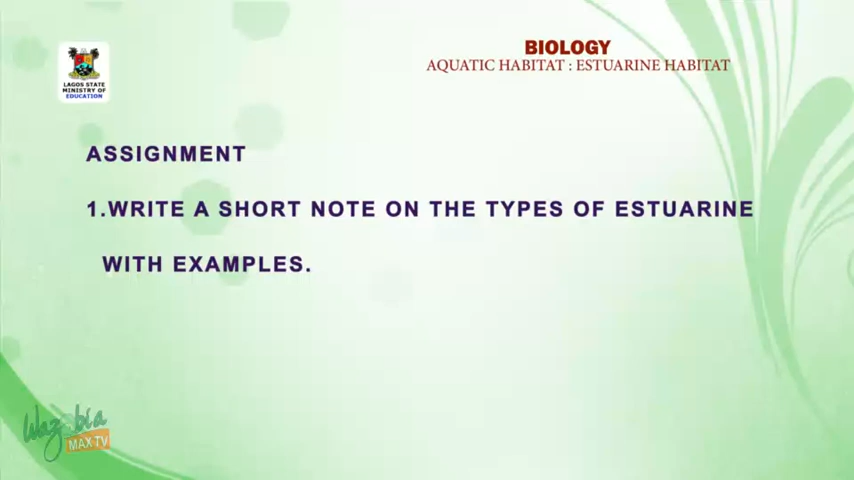 BIOLOGY
AQUATIC HABITAT : ESTUARINE HABITAT
LAGOS STATE
MINISTRY OF
EDUCATION
ASSIGNMENT
1.WRITE A SHORT NOTE ON THE TYPES OF ESTUARINE
WITH EXAMPLES.
Wazobia
MAX TV